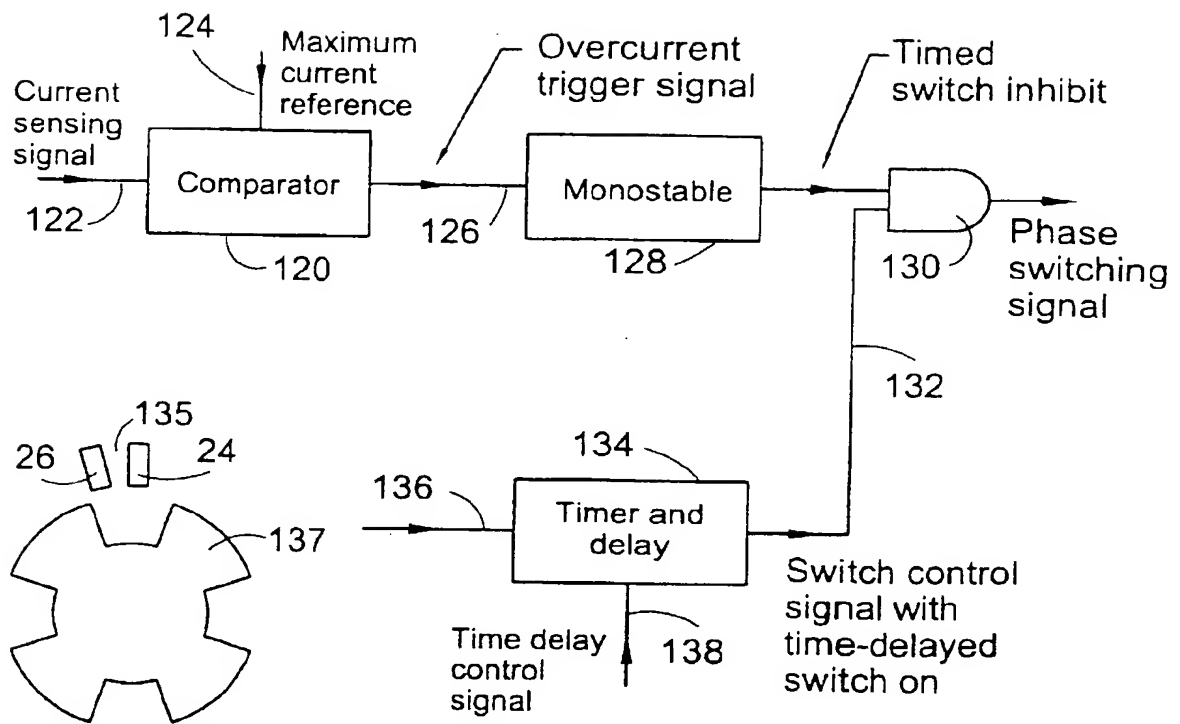 124
Maximum
current
reference
Current
sensing
signal
122
Comparator
120
Overcurrent
trigger signal
126
Monostable
128
Timed
switch inhibit
130
Phase
switching
signal
132
135
26
24
137
136
134
Timer and
delay
138
Time delay
control
signal
Switch control
signal with
time-delayed
switch on